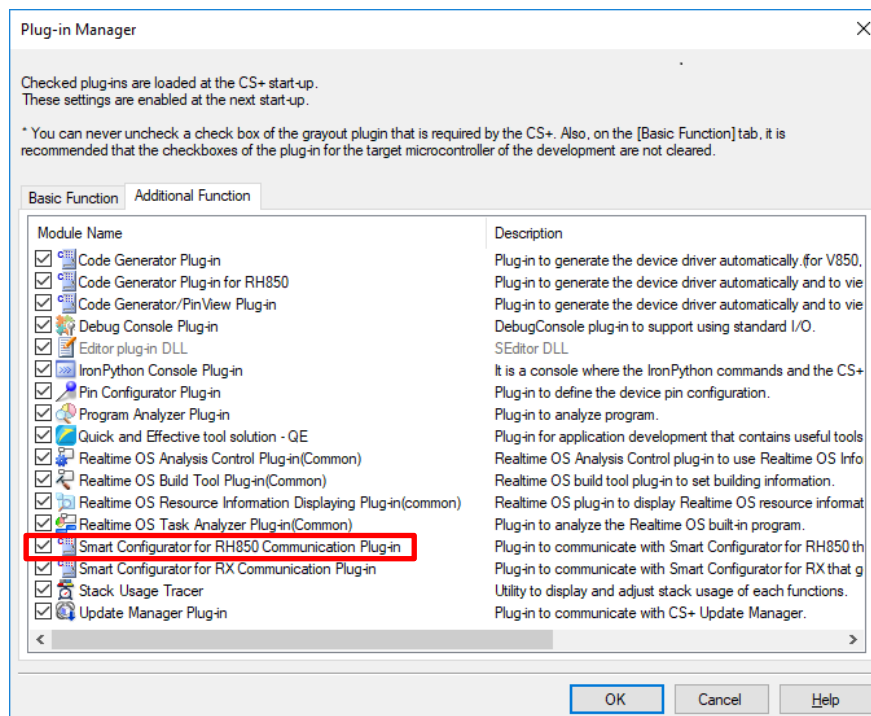 Plug-in Manager
Checked plug-ins are loaded at the CS+ start-up.
These settings are enabled at the next start-up.
* You can never uncheck a check box of the grayout plugin that is required by the CS+. Also, on the [Basic Function] tab, it is
recommended that the checkboxes of the plug-in for the target microcontroller of the development are not cleared.
Basic Function Additional Function
Module Name Description
Code Generator Plug-in Plug-in to generate the device driver automatically.(for V850,
Code Generator Plug-in for RH850 Plug-in to generate the device driver automatically and to vie
Code Generator/PinView Plug-in Plug-in to generate the device driver automatically and to vie
Debug Console Plug-in DebugConsole plug-in to support using standard I/O.
Editor plug-in DLL SEditor DLL
IronPython Console Plug-in It is a console where the IronPython commands and the CS+
Pin Configurator Plug-in Plug-in to define the device pin configuration.
Program Analyzer Plug-in Plug-in to analyze program.
Quick and Effective tool solution - QE Plug-in for application development that contains useful tools
Realtime OS Analysis Control Plug-in(Common) Realtime OS Analysis Control plug-in to use Realtime OS Info
Realtime OS Build Tool Plug-in(Common) Realtime OS build tool plug-in to set building information.
Realtime OS Resource Information Displaying Plug-in(common) Realtime OS plug-in to display Realtime OS resource informat
Realtime OS Task Analyzer Plug-in(Common) Plug-in to analyze the Realtime OS built-in program.
Smart Configurator for RH850 Communication Plug-in Plug-in to communicate with Smart Configurator for RH850 th
Smart Configurator for RX Communication Plug-in Plug-in to communicate with Smart Configurator for RX that g
Stack Usage Tracer Utility to display and adjust stack usage of each functions.
Update Manager Plug-in Plug-in to communicate with CS+ Update Manager.
OK Cancel Help